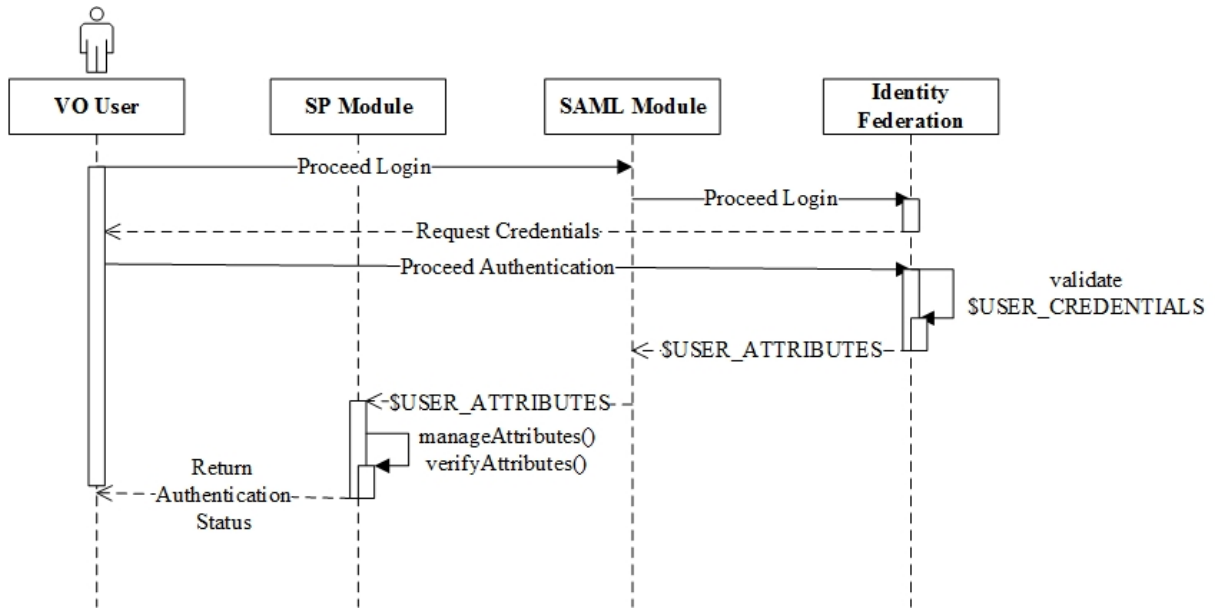 VO User
SP Module
SAML Module
Identity
Federation
Proceed Login
Proceed Login
Request Credentials
Proceed Authentication
validate
$USER_CREDENTIALS
$USER_ATTRIBUTES
$USER_ATTRIBUTES
manageAttributes()
verifyAttributes()
Return
Authentication
Status